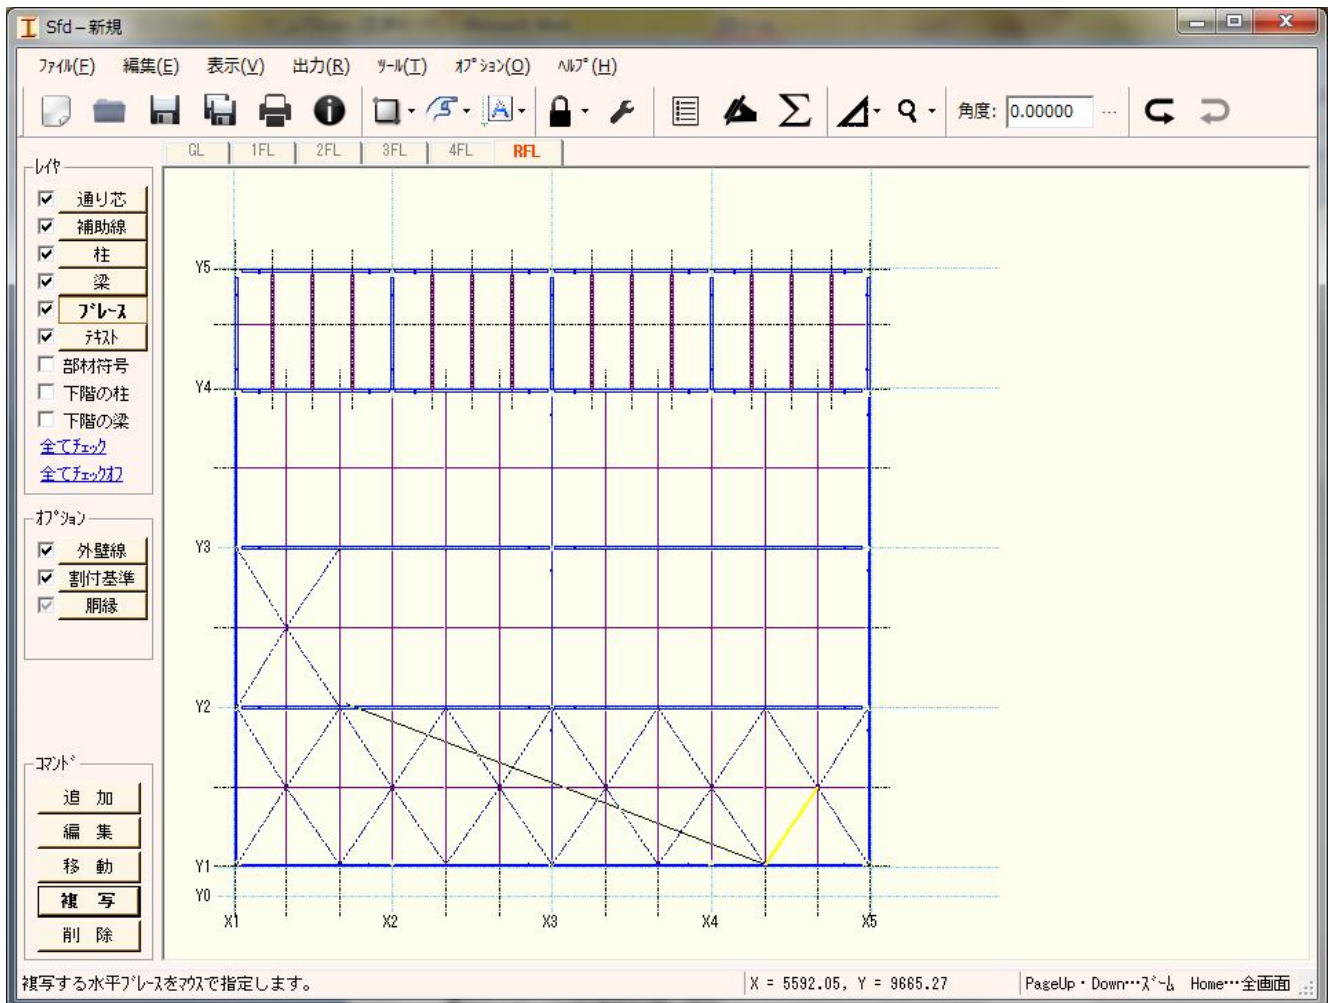 Sfd－新規
ﾌｧｲﾙ(F) 編集(E) 表示(V) 出力(R) ﾂｰﾙ(T) ｵﾌﾟｼｮﾝ(O) ﾍﾙﾌﾟ(H)
角度: 0.00000 ...
GL 1FL 2FL 3FL 4FL RFL
ﾚｲﾔ
通り芯
補助線
柱
梁
ﾌﾞﾚｰｽ
ﾃｷｽﾄ
部材符号
下階の柱
下階の梁
全てﾁｪｯｸ
全てﾁｪｯｸｵﾌ
ｵﾌﾟｼｮﾝ
外壁線
割付基準
胴縁
ｺﾏﾝﾄﾞ
追 加
編 集
移 動
複 写
削 除
Y5
Y4
Y3
Y2
Y1
Y0
X1 X2 X3 X4 X5
複写する水平ﾌﾞﾚｰｽをﾏｳｽで指定します。
X = 5592.05, Y = 9665.27
PageUp・Down…ｽﾞｰﾑ Home…全画面